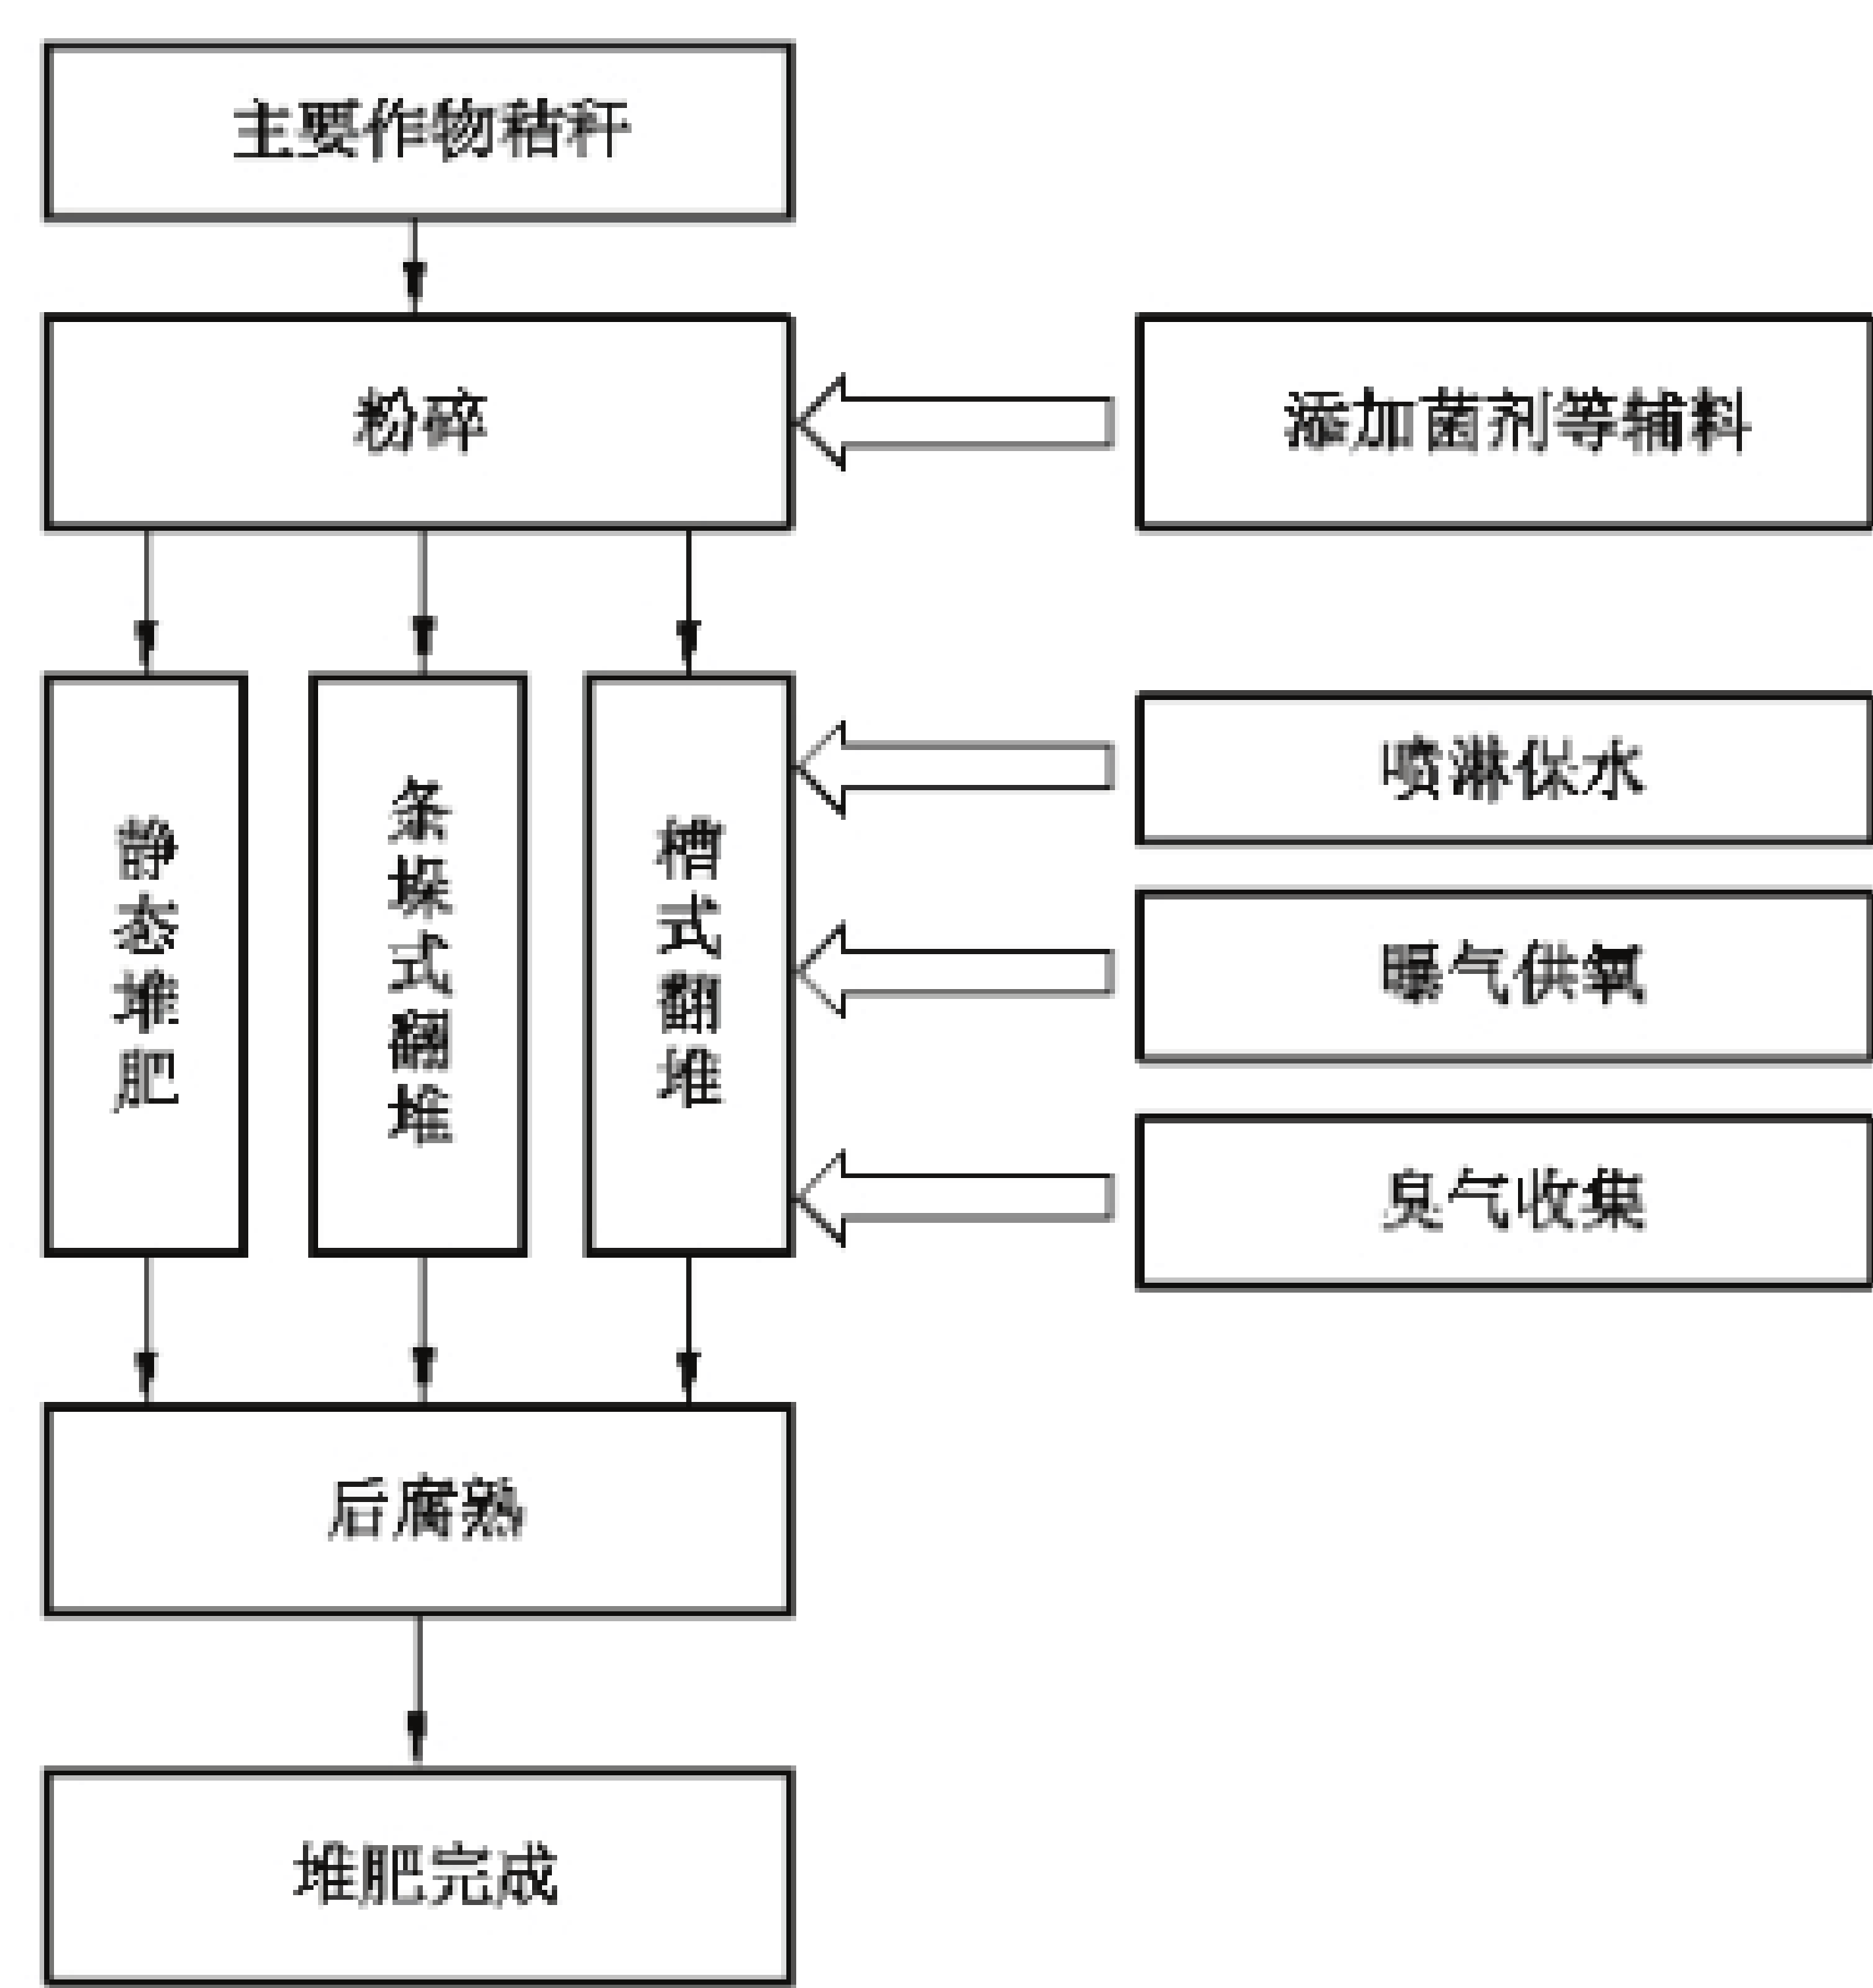 主要作物秸秆
粉碎
添加菌剂等辅料
静态堆肥
条垛式翻堆
槽式翻堆
喷淋保水
曝气供氧
臭气收集
后腐熟
堆肥完成